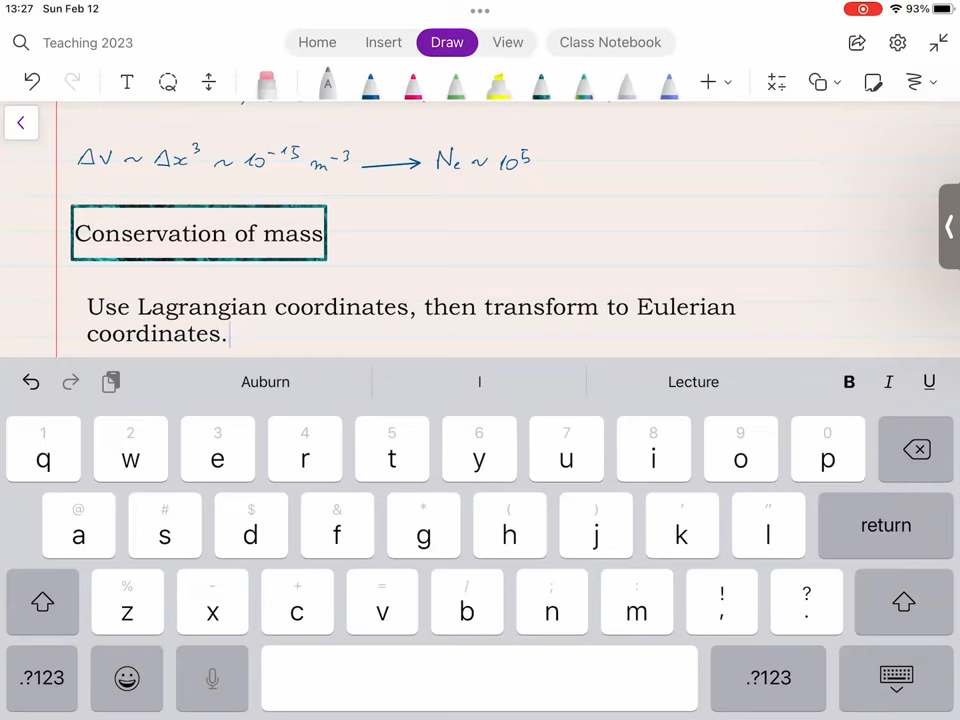 13:27 Sun Feb 12
93%
Teaching 2023
Home Insert Draw View Class Notebook
T
A
ΔV ~ Δx³ ~ 10⁻¹⁵ m⁻³ → Nₑ ~ 10⁵
Conservation of mass
Use Lagrangian coordinates, then transform to Eulerian
coordinates.
Auburn I Lecture B I U
1 2 3 4 5 6 7 8 9 0
q w e r t y u i o p
@ # $ & * ( ) ' "
a s d f g h j k l return
% - + = / ; : ! ?
z x c v b n m , .
.?123 .?123